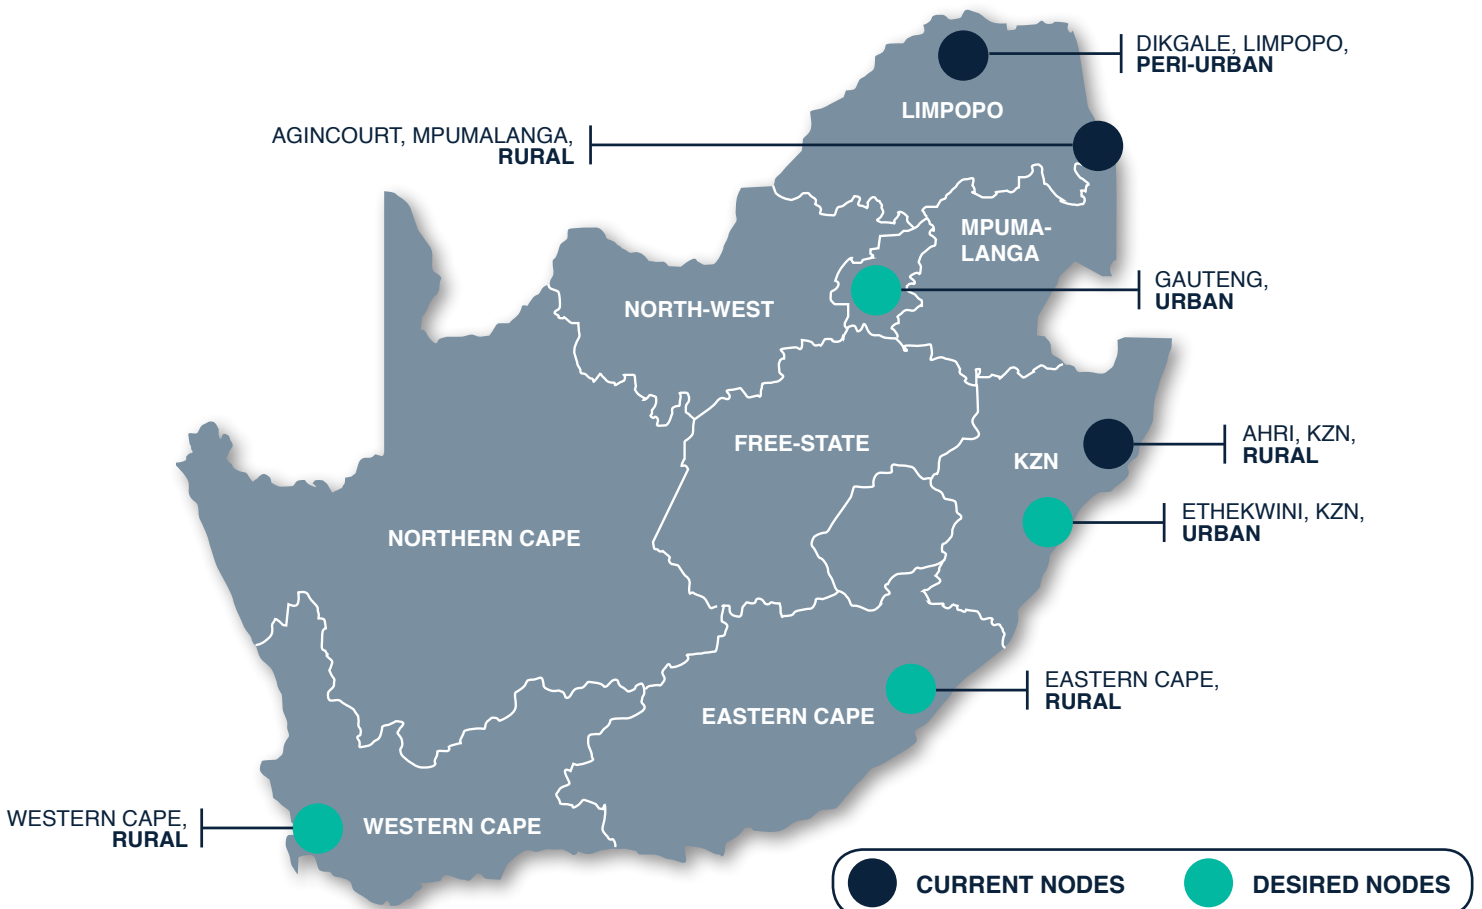 DIKGALE, LIMPOPO,
PERI-URBAN
LIMPOPO
AGINCOURT, MPUMALANGA,
RURAL
MPUMA-
LANGA
GAUTENG,
URBAN
NORTH-WEST
FREE-STATE
AHRI, KZN,
RURAL
KZN
ETHEKWINI, KZN,
URBAN
NORTHERN CAPE
EASTERN CAPE,
RURAL
EASTERN CAPE
WESTERN CAPE,
RURAL
WESTERN CAPE
CURRENT NODES
DESIRED NODES